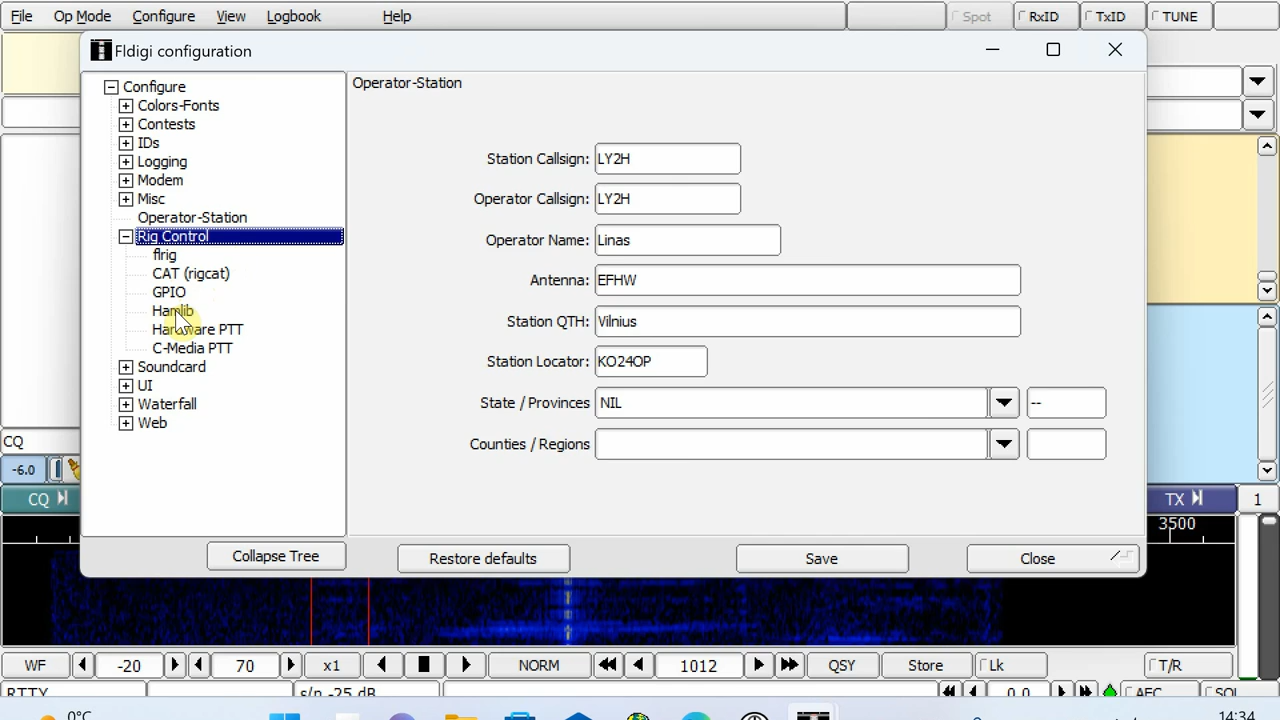 File Op Mode Configure View Logbook Help Spot RxID TxID TUNE
Fldigi configuration
Configure
Colors-Fonts
Contests
IDs
Logging
Modem
Misc
Operator-Station
Rig Control
flrig
CAT (rigcat)
GPIO
Hamlib
Hardware PTT
C-Media PTT
Soundcard
UI
Waterfall
Web
Operator-Station
Station Callsign: LY2H
Operator Callsign: LY2H
Operator Name: Linas
Antenna: EFHW
Station QTH: Vilnius
Station Locator: KO24OP
State / Provinces NIL --
Counties / Regions
Collapse Tree Restore defaults Save Close
CQ
-6.0
CQ TX 1
3500
WF -20 70 x1 NORM 1012 QSY Store Lk T/R
RTTY s/n -25 dB 0.0 AFC SQL
0°C 14:34